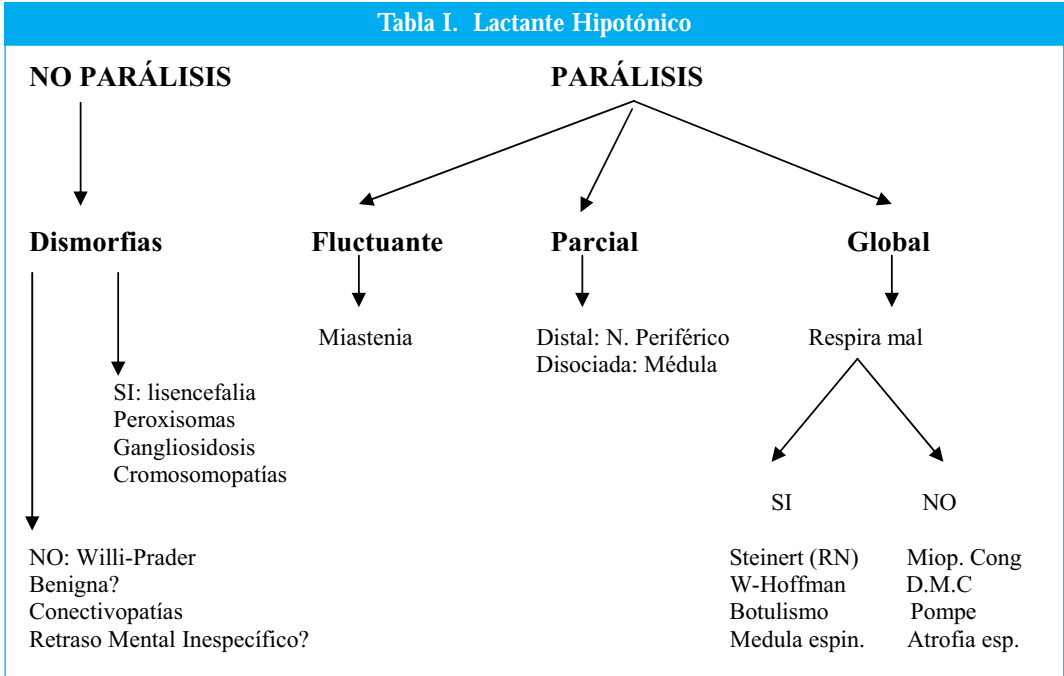 Tabla I. Lactante Hipotónico
NO PARÁLISIS
PARÁLISIS
Dismorfias
Fluctuante
Parcial
Global
Miastenia
Distal: N. Periférico
Disociada: Médula
Respira mal
SI: lisencefalia
Peroxisomas
Gangliosidosis
Cromosomopatías
SI
NO
NO: Willi-Prader
Benigna?
Conectivopatías
Retraso Mental Inespecífico?
Steinert (RN)
W-Hoffman
Botulismo
Medula espin.
Miop. Cong
D.M.C
Pompe
Atrofia esp.